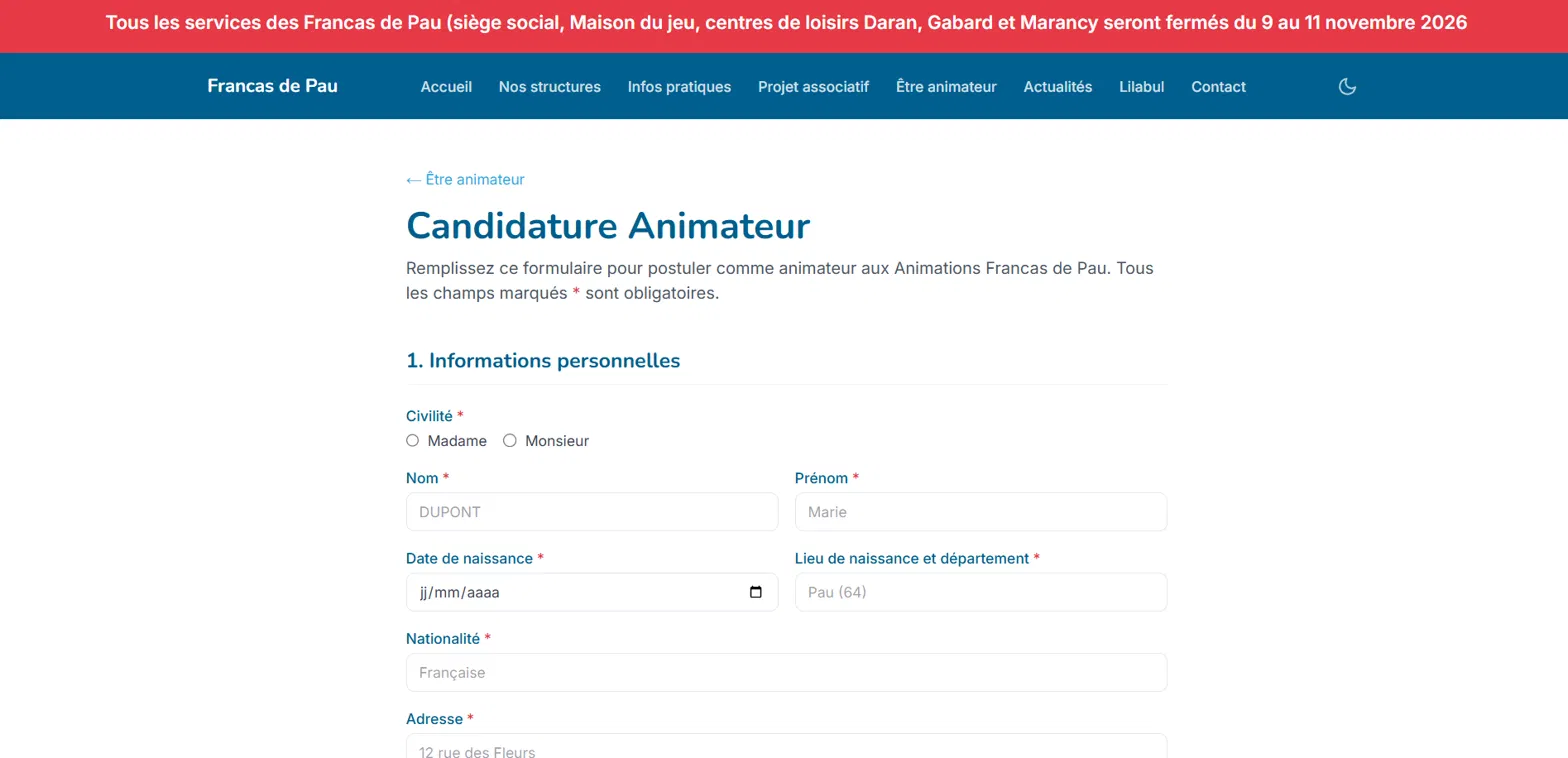 Tous les services des Francas de Pau (siège social, Maison du jeu, centres de loisirs Daran, Gabard et Marancy seront fermés du 9 au 11 novembre 2026
Francas de Pau Accueil Nos structures Infos pratiques Projet associatif Être animateur Actualités Lilabul Contact
← Être animateur
Candidature Animateur
Remplissez ce formulaire pour postuler comme animateur aux Animations Francas de Pau. Tous
les champs marqués * sont obligatoires.
1. Informations personnelles
Civilité *
Madame Monsieur
Nom * Prénom *
DUPONT Marie
Date de naissance * Lieu de naissance et département *
jj/mm/aaaa Pau (64)
Nationalité *
Française
Adresse *
12 rue des Fleurs